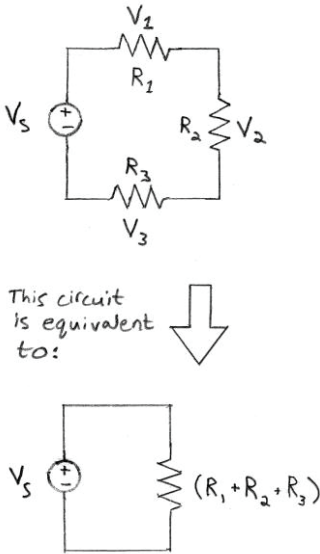 V₁
R₁
Vₛ
+
−
R₂ V₂
R₃
V₃
This circuit
is equivalent
to:
Vₛ
+
−
(R₁+R₂+R₃)